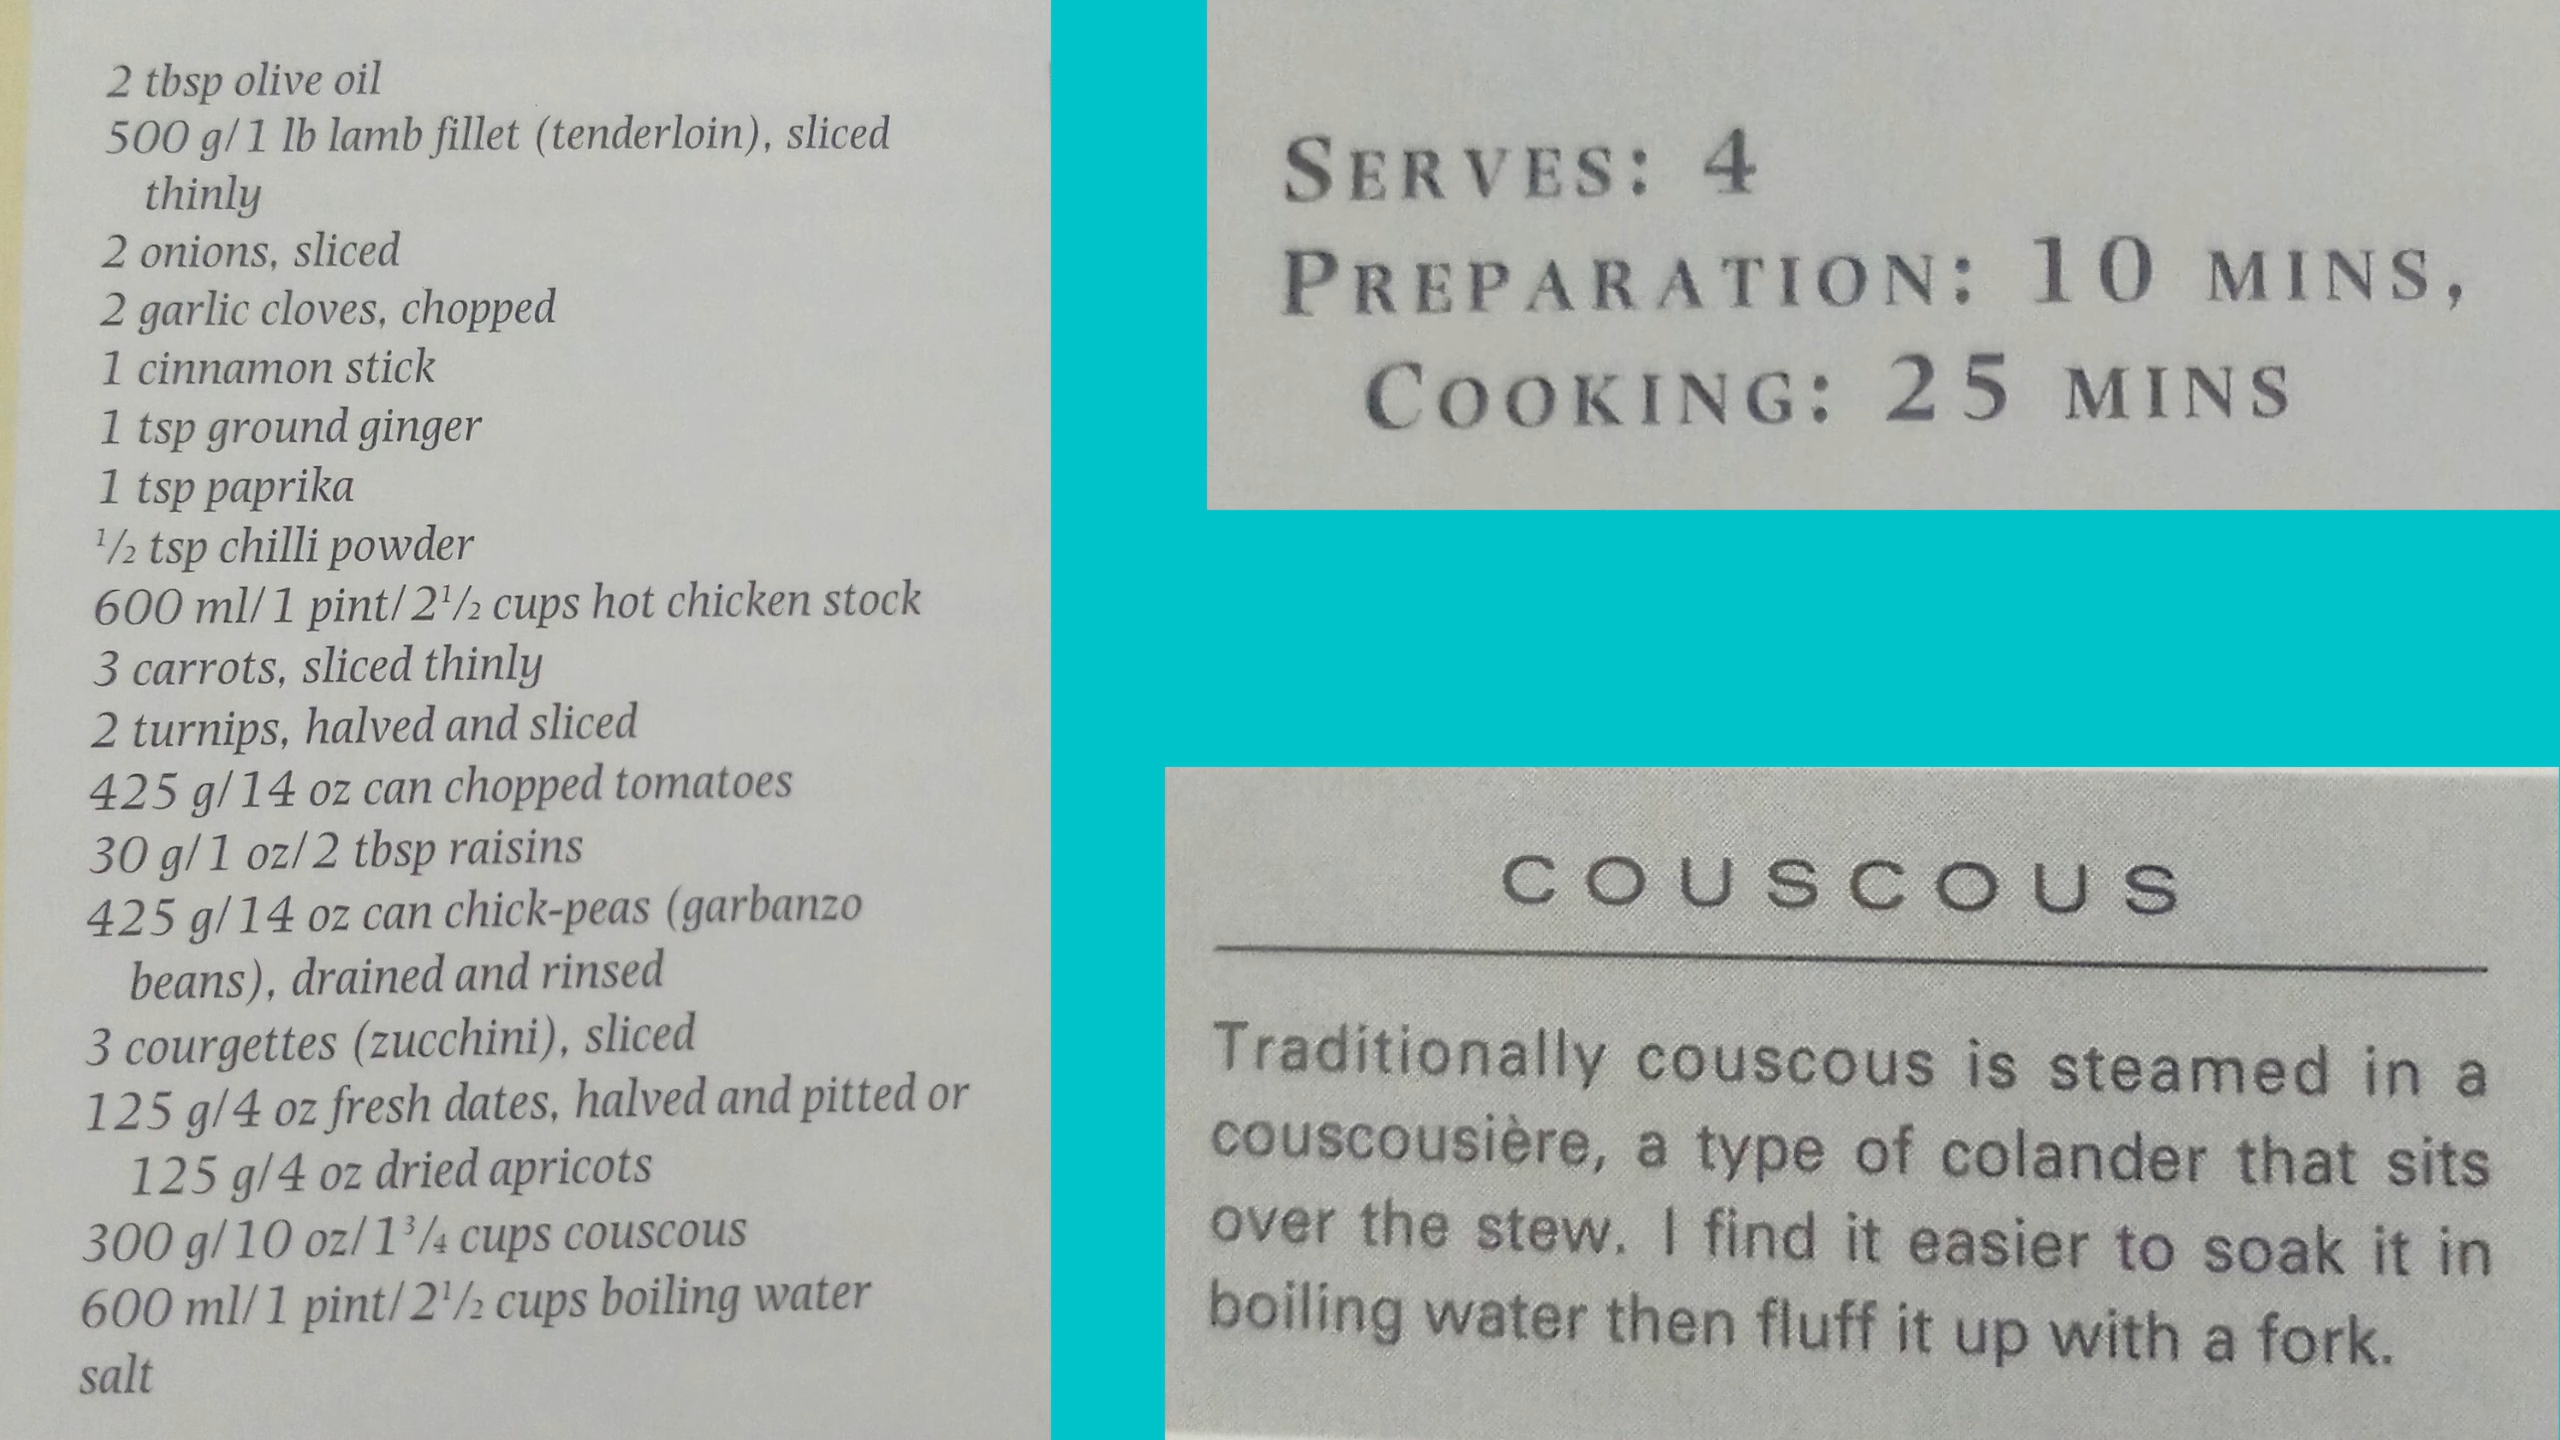 2 tbsp olive oil
500 g/1 lb lamb fillet (tenderloin), sliced
thinly
2 onions, sliced
2 garlic cloves, chopped
1 cinnamon stick
1 tsp ground ginger
1 tsp paprika
1/2 tsp chilli powder
600 ml/1 pint/21/2 cups hot chicken stock
3 carrots, sliced thinly
2 turnips, halved and sliced
425 g/14 oz can chopped tomatoes
30 g/1 oz/2 tbsp raisins
425 g/14 oz can chick-peas (garbanzo
beans), drained and rinsed
3 courgettes (zucchini), sliced
125 g/4 oz fresh dates, halved and pitted or
125 g/4 oz dried apricots
300 g/10 oz/13/4 cups couscous
600 ml/1 pint/21/2 cups boiling water
salt
SERVES: 4
PREPARATION: 10 MINS,
COOKING: 25 MINS
COUSCOUS
Traditionally couscous is steamed in a
couscousière, a type of colander that sits
over the stew. I find it easier to soak it in
boiling water then fluff it up with a fork.